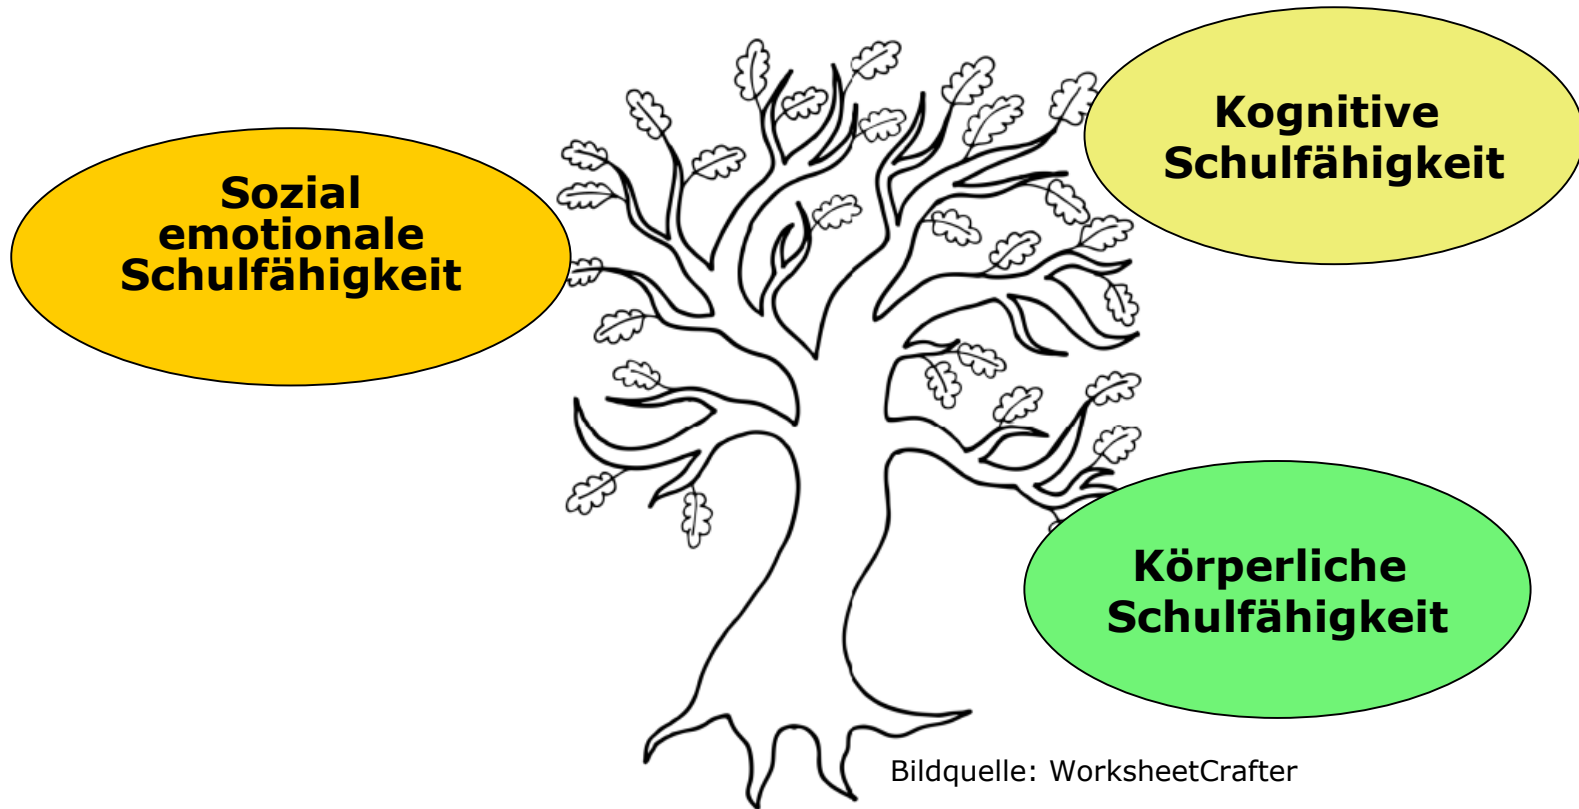 Sozial
emotionale
Schulfähigkeit
Kognitive
Schulfähigkeit
Körperliche
Schulfähigkeit
Bildquelle: WorksheetCrafter